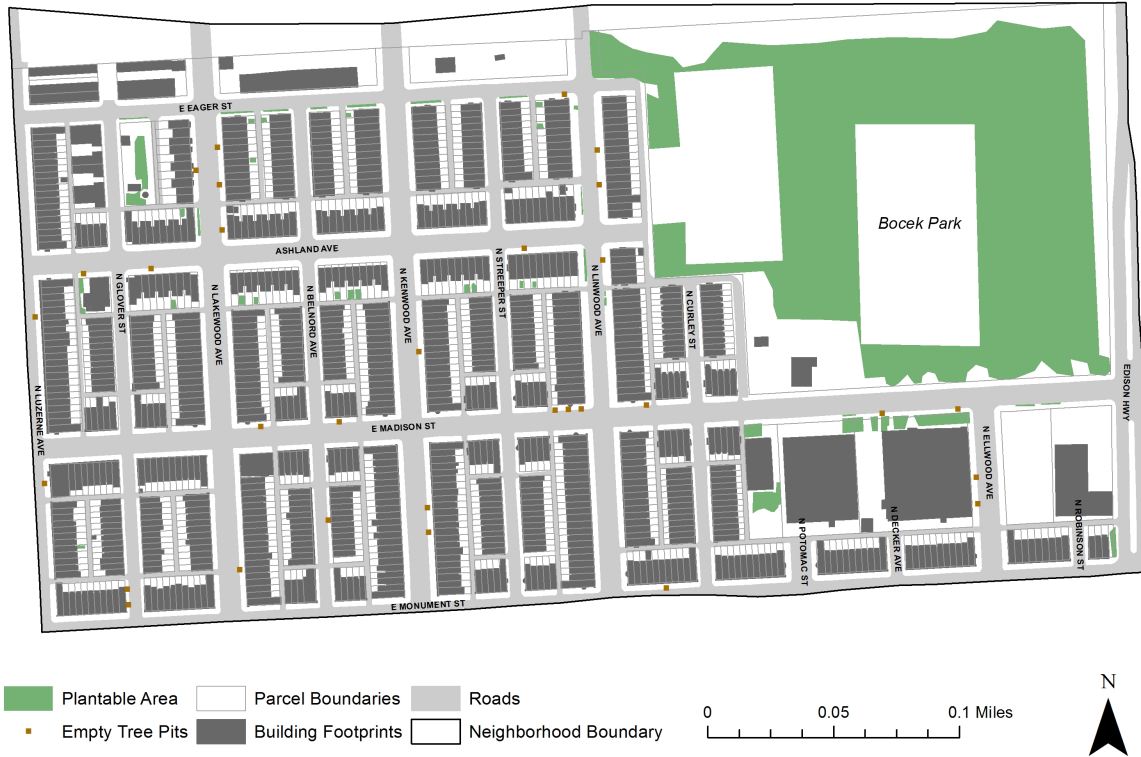 E EAGER ST
Bocek Park
ASHLAND AVE
N GLOVER ST
N LAKEWOOD AVE
N BELNORD AVE
N KENWOOD AVE
N STREEPER ST
N LINWOOD AVE
N CURLEY ST
N LUZERNE AVE
EDISON HWY
E MADISON ST
N ELLWOOD AVE
N POTOMAC ST
N DECKER AVE
N ROBINSON ST
E MONUMENT ST
Plantable Area
Parcel Boundaries
Roads
Empty Tree Pits
Building Footprints
Neighborhood Boundary
0 0.05 0.1 Miles
N